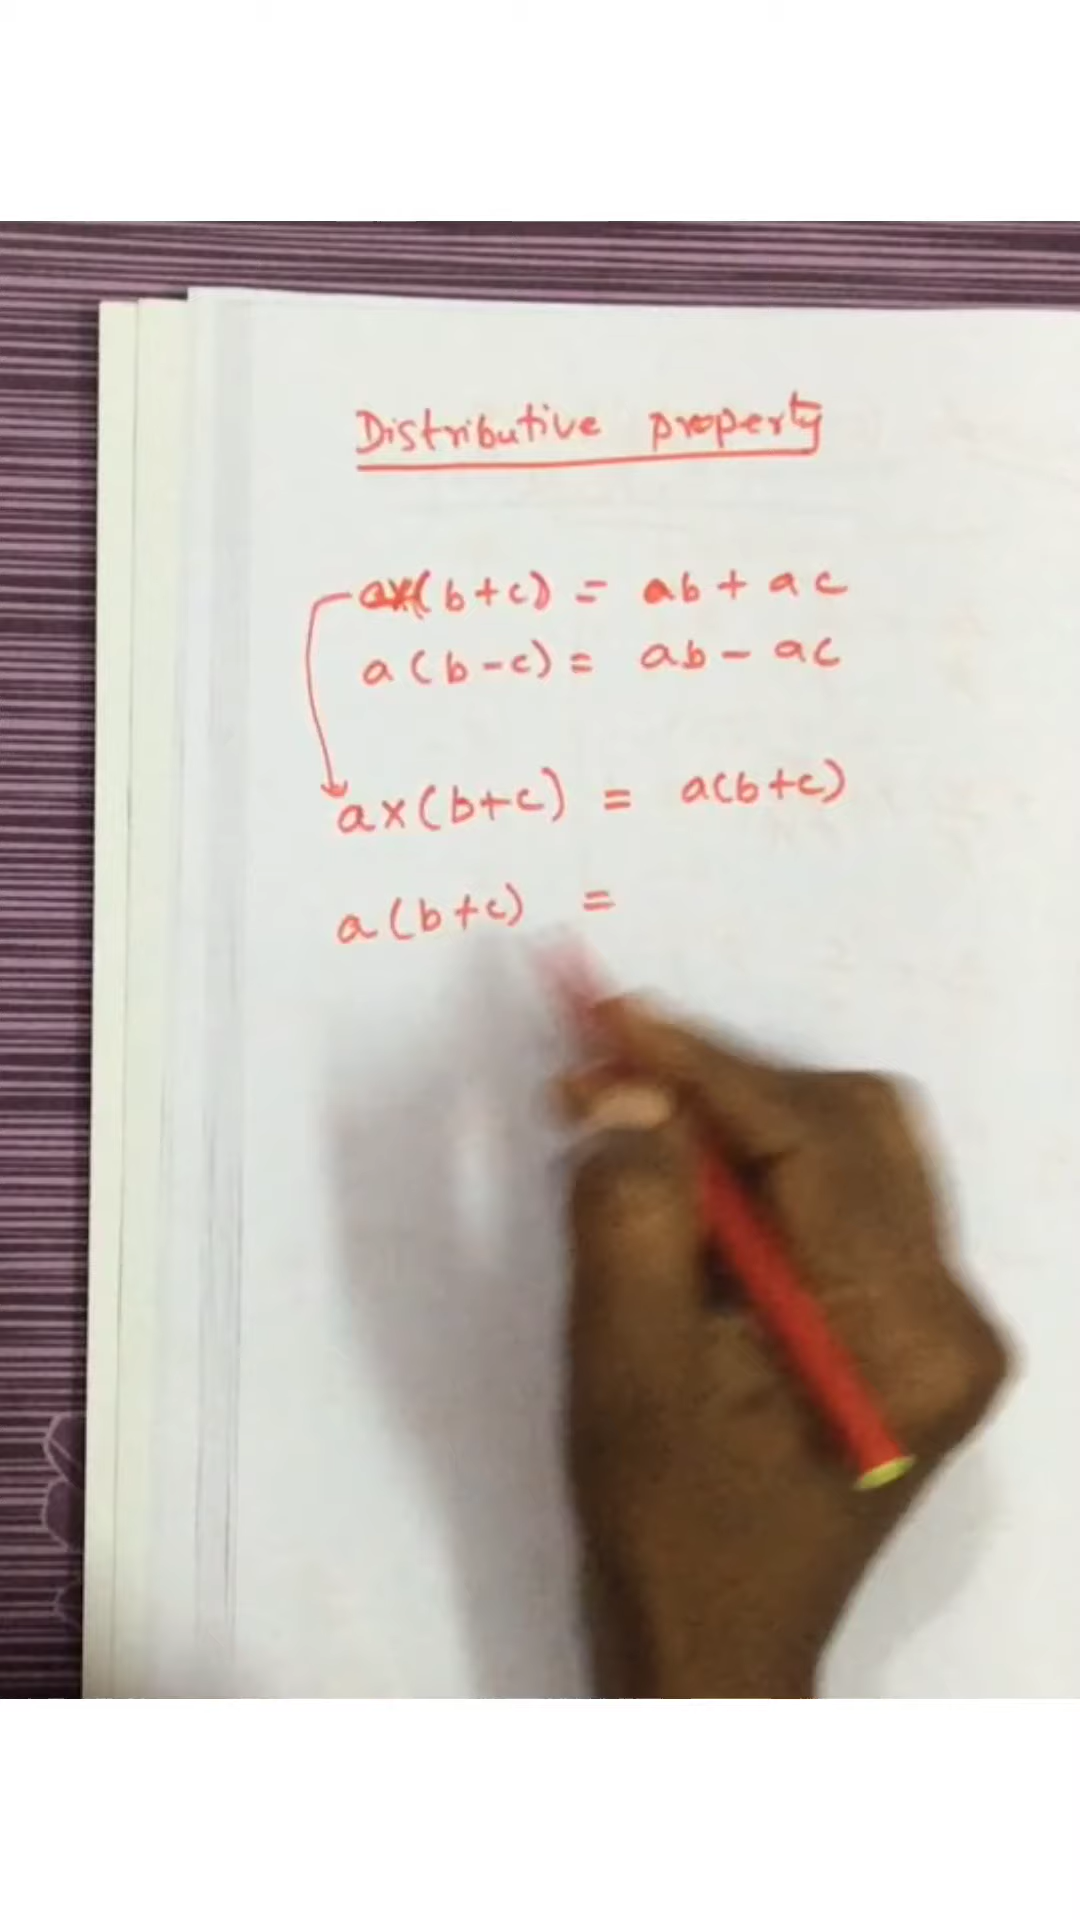 Distributive property
a×(b+c) = ab + ac
a(b-c) = ab - ac
a×(b+c) = a(b+c)
a(b+c) =